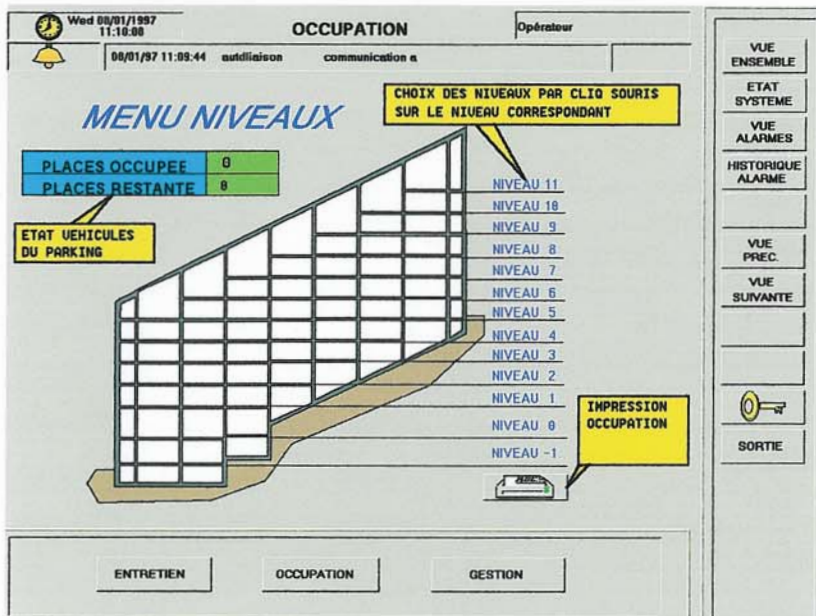 Wed 08/01/1997
11:10:00
OCCUPATION
Opérateur
08/01/97 11:09:44 autdliaison communication a
MENU NIVEAUX
CHOIX DES NIVEAUX PAR CLIQ SOURIS
SUR LE NIVEAU CORRESPONDANT
PLACES OCCUPEE 0
PLACES RESTANTE 0
ETAT VEHICULES
DU PARKING
NIVEAU 11
NIVEAU 10
NIVEAU 9
NIVEAU 8
NIVEAU 7
NIVEAU 6
NIVEAU 5
NIVEAU 4
NIVEAU 3
NIVEAU 2
NIVEAU 1
NIVEAU 0
NIVEAU -1
IMPRESSION
OCCUPATION
ENTRETIEN
OCCUPATION
GESTION
VUE
ENSEMBLE
ETAT
SYSTEME
VUE
ALARMES
HISTORIQUE
ALARME
VUE
PREC.
VUE
SUIVANTE
SORTIE